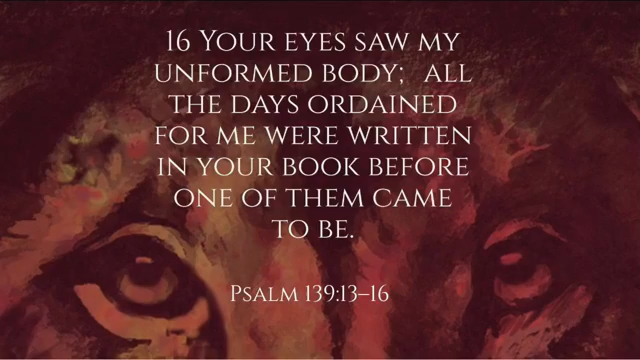 16 Your eyes saw my
unformed body;   all
the days ordained
for me were written
in your book before
one of them came
to be.
Psalm 139:13–16